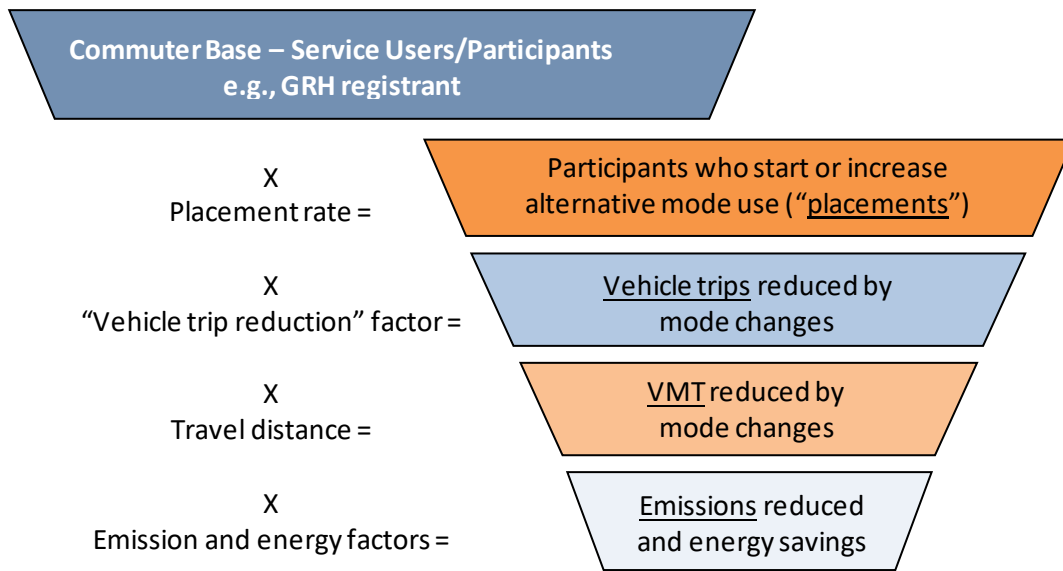 Commuter Base – Service Users/Participants
e.g., GRH registrant
X
Placement rate =
Participants who start or increase
alternative mode use (“placements”)
X
“Vehicle trip reduction” factor =
Vehicle trips reduced by
mode changes
X
Travel distance =
VMT reduced by
mode changes
X
Emission and energy factors =
Emissions reduced
and energy savings